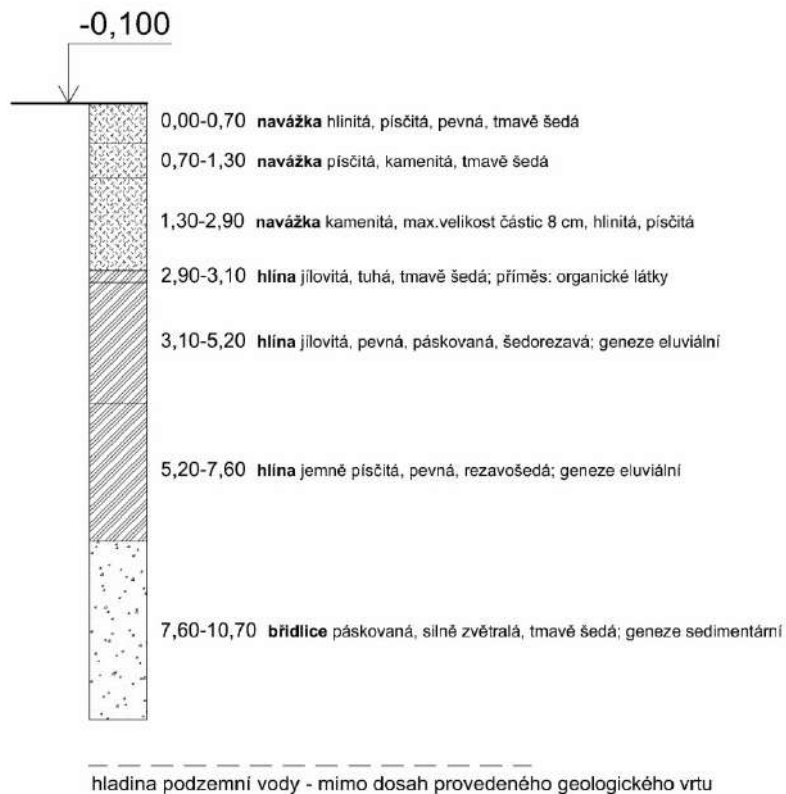 -0,100
0,00-0,70 navážka hlinitá, písčitá, pevná, tmavě šedá
0,70-1,30 navážka písčitá, kamenitá, tmavě šedá
1,30-2,90 navážka kamenitá, max.velikost částic 8 cm, hlinitá, písčitá
2,90-3,10 hlína jílovitá, tuhá, tmavě šedá; příměs: organické látky
3,10-5,20 hlína jílovitá, pevná, páskovaná, šedorezavá; geneze eluviální
5,20-7,60 hlína jemně písčitá, pevná, rezavošedá; geneze eluviální
7,60-10,70 břidlice páskovaná, silně zvětralá, tmavě šedá; geneze sedimentární
hladina podzemní vody - mimo dosah provedeného geologického vrtu